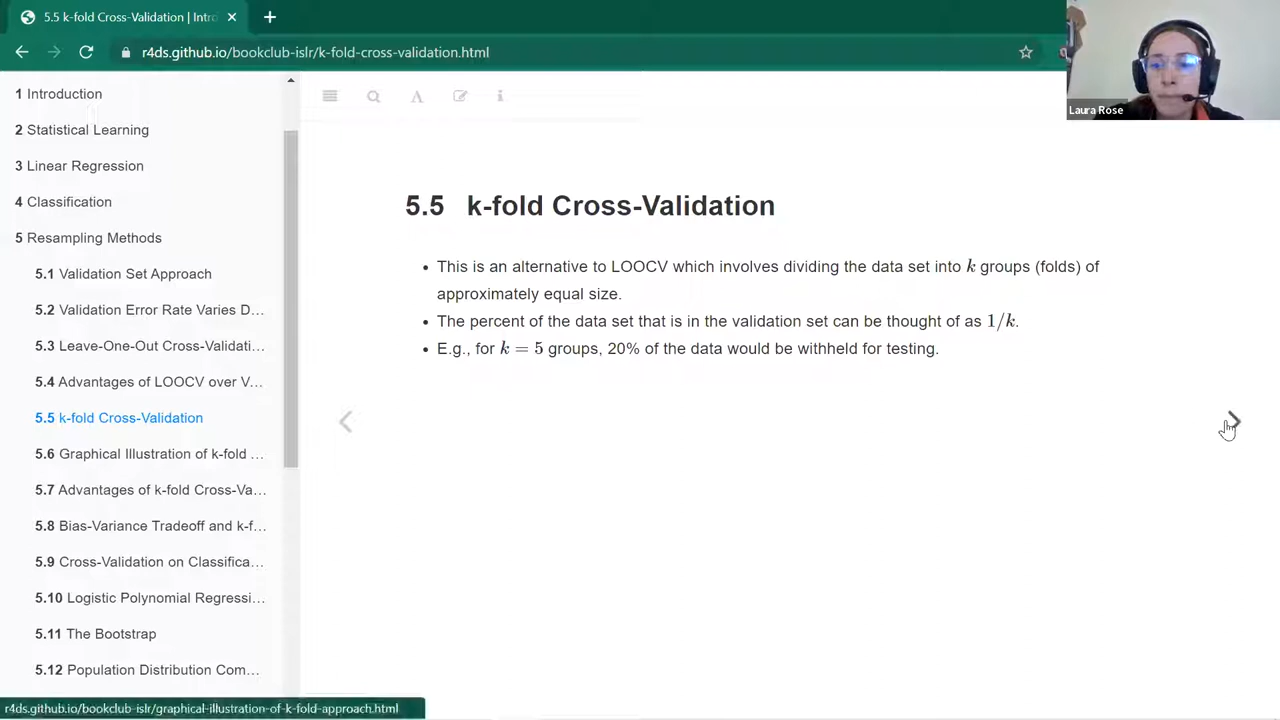 5.5 k-fold Cross-Validation | Intro
r4ds.github.io/bookclub-islr/k-fold-cross-validation.html
Laura Rose
1 Introduction
2 Statistical Learning
3 Linear Regression
4 Classification
5 Resampling Methods
5.1 Validation Set Approach
5.2 Validation Error Rate Varies D...
5.3 Leave-One-Out Cross-Validati...
5.4 Advantages of LOOCV over V...
5.5 k-fold Cross-Validation
5.6 Graphical Illustration of k-fold ...
5.7 Advantages of k-fold Cross-Va...
5.8 Bias-Variance Tradeoff and k-f...
5.9 Cross-Validation on Classifica...
5.10 Logistic Polynomial Regressi...
5.11 The Bootstrap
5.12 Population Distribution Com...
5.5 k-fold Cross-Validation
• This is an alternative to LOOCV which involves dividing the data set into k groups (folds) of
approximately equal size.
• The percent of the data set that is in the validation set can be thought of as 1/k.
• E.g., for k = 5 groups, 20% of the data would be withheld for testing.
r4ds.github.io/bookclub-islr/graphical-illustration-of-k-fold-approach.html